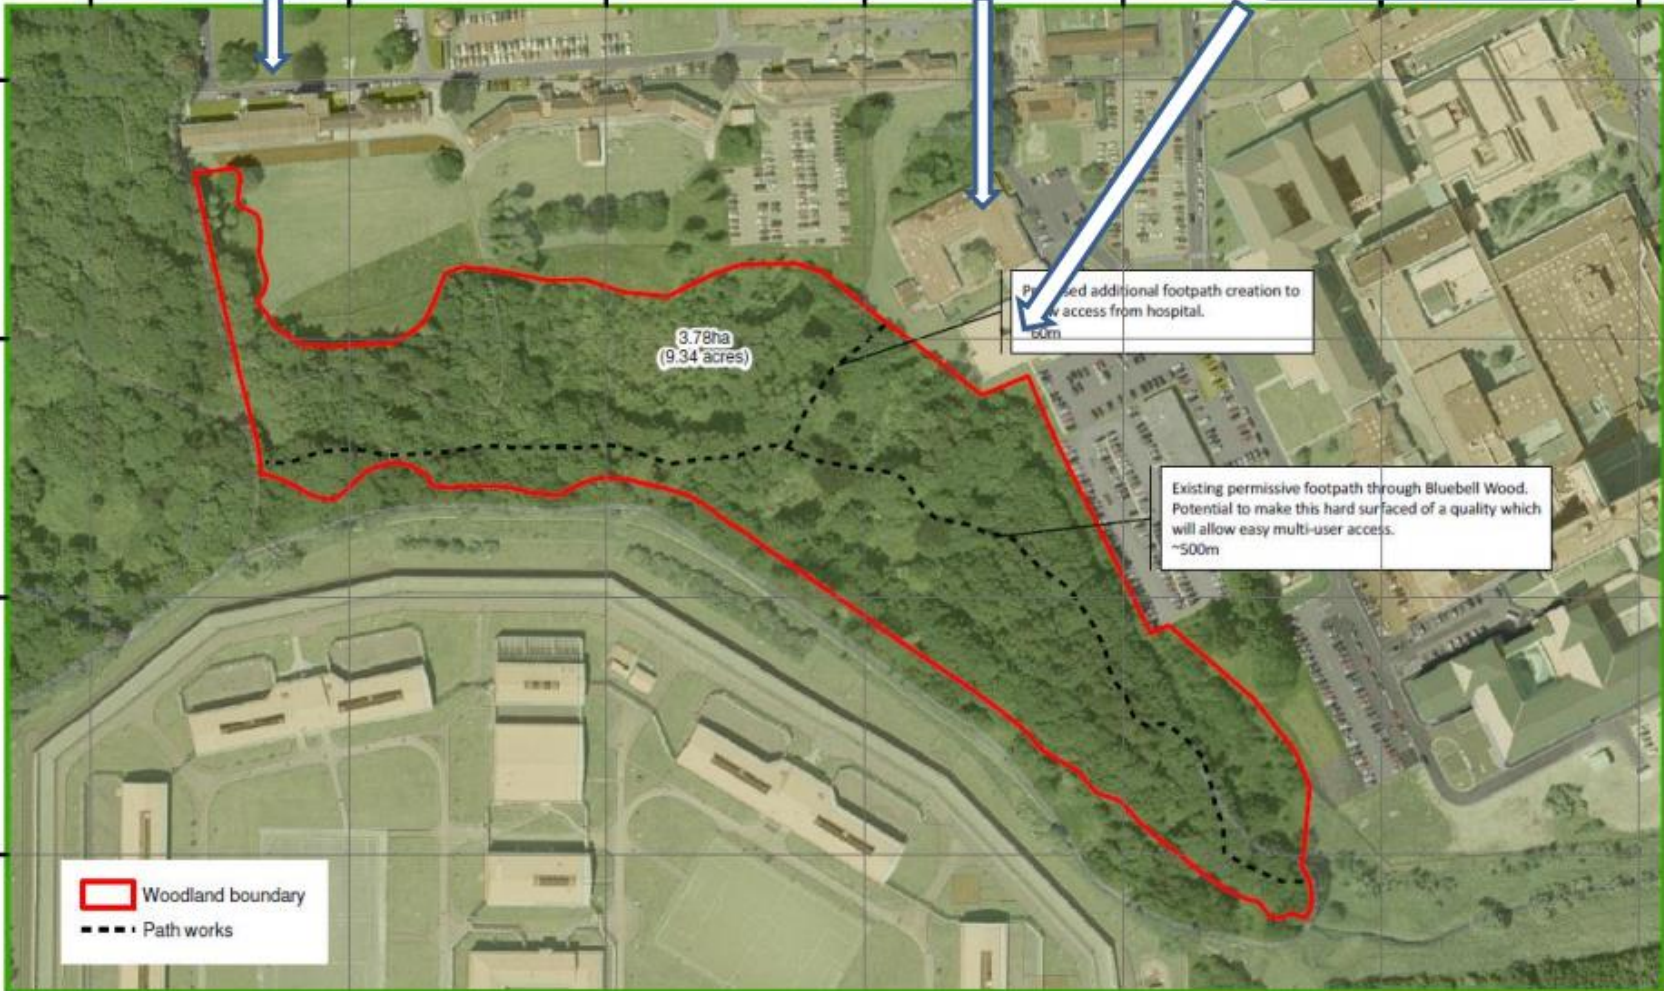 sed additional footpath creation to
access from hospital.
60m
3.78ha
(9.34 acres)
Existing permissive footpath through Bluebell Wood.
Potential to make this hard surfaced of a quality which
will allow easy multi-user access.
~500m
Woodland boundary
Path works